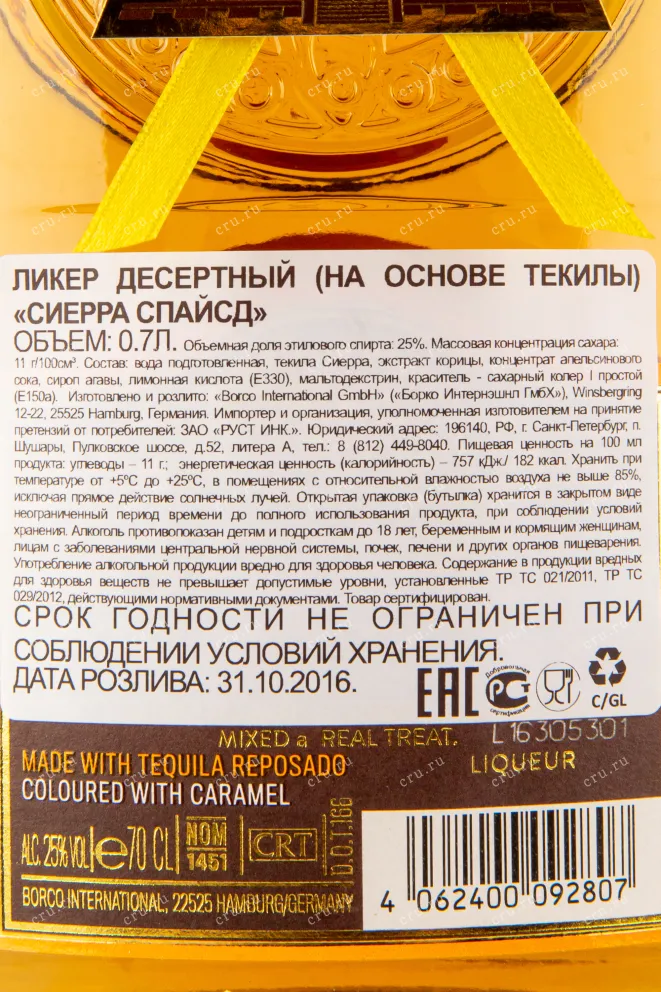 ЛИКЕР ДЕСЕРТНЫЙ (НА ОСНОВЕ ТЕКИЛЫ)
«СИЕРРА СПАЙСД»
ОБЪЕМ: 0.7Л. Объемная доля этилового спирта: 25%. Массовая концентрация сахара:
11 г/100см³. Состав: вода подготовленная, текила Сиерра, экстракт корицы, концентрат апельсинового
сока, сироп агавы, лимонная кислота (Е330), мальтодекстрин, краситель - сахарный колер I простой
(Е150а). Изготовлено и розлито: «Borco International GmbH» («Борко Интернэшнл ГмбХ»), Winsbergring
12-22, 25525 Hamburg, Германия. Импортер и организация, уполномоченная изготовителем на принятие
претензий от потребителей: ЗАО «РУСТ ИНК.». Юридический адрес: 196140, РФ, г. Санкт-Петербург, п.
Шушары, Пулковское шоссе, д.52, литера А, тел.: 8 (812) 449-8040. Пищевая ценность на 100 мл
продукта: углеводы – 11 г.; энергетическая ценность (калорийность) – 757 кДж./ 182 ккал. Хранить при
температуре от +5°С до +25°С, в помещениях с относительной влажностью воздуха не выше 85%,
исключая прямое действие солнечных лучей. Открытая упаковка (бутылка) хранится в закрытом виде
неограниченный период времени до полного использования продукта, при соблюдении условий
хранения. Алкоголь противопоказан детям и подросткам до 18 лет, беременным и кормящим женщинам,
лицам с заболеваниями центральной нервной системы, почек, печени и других органов пищеварения.
Употребление алкогольной продукции вредно для здоровья человека. Содержание в продукции вредных
для здоровья веществ не превышает допустимые уровни, установленные ТР ТС 021/2011, ТР ТС
029/2012, действующими нормативными документами. Товар сертифицирован.
СРОК ГОДНОСТИ НЕ ОГРАНИЧЕН ПРИ
СОБЛЮДЕНИИ УСЛОВИЙ ХРАНЕНИЯ.
ДАТА РОЗЛИВА: 31.10.2016.
EAC
Добровольная
сертификация
C/GL
MIXED a REAL TREAT.
L16305301
MADE WITH TEQUILA REPOSADO
LIQUEUR
COLOURED WITH CARAMEL
ALC. 25% VOL e 70 CL
NOM
1451
CRT
D.O.T.166
BORCO INTERNATIONAL, 22525 HAMBURG/GERMANY
4 062400 092807